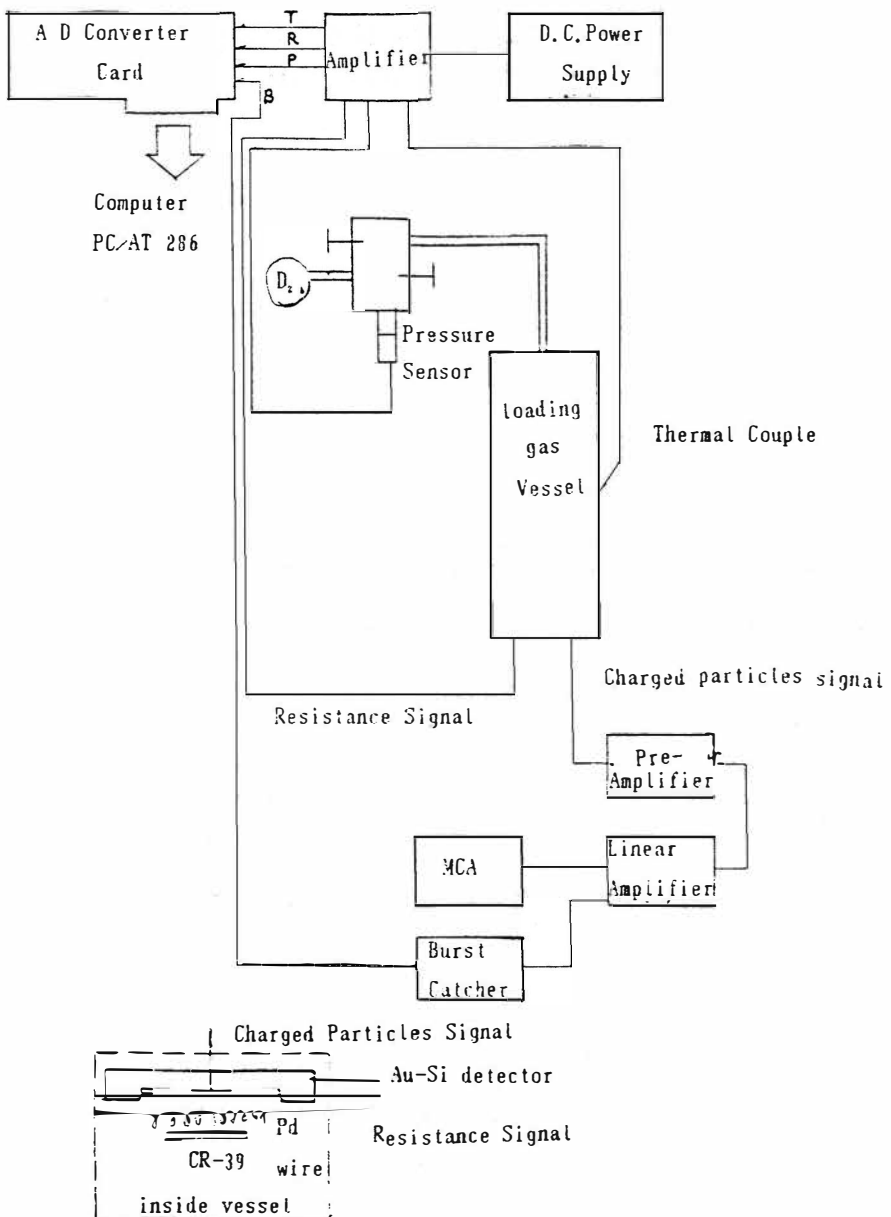 A D Converter
Card
T
R
P
B
Amplifier
D.C.Power
Supply
Computer
PC/AT 286
D₂
Pressure
Sensor
loading
gas
Vessel
Thermal Couple
Charged particles signal
Resistance Signal
Pre-
Amplifier
MCA
Linear
Amplifier
Burst
Catcher
Charged Particles Signal
Au-Si detector
Pd
Resistance Signal
CR-39
wire
inside vessel